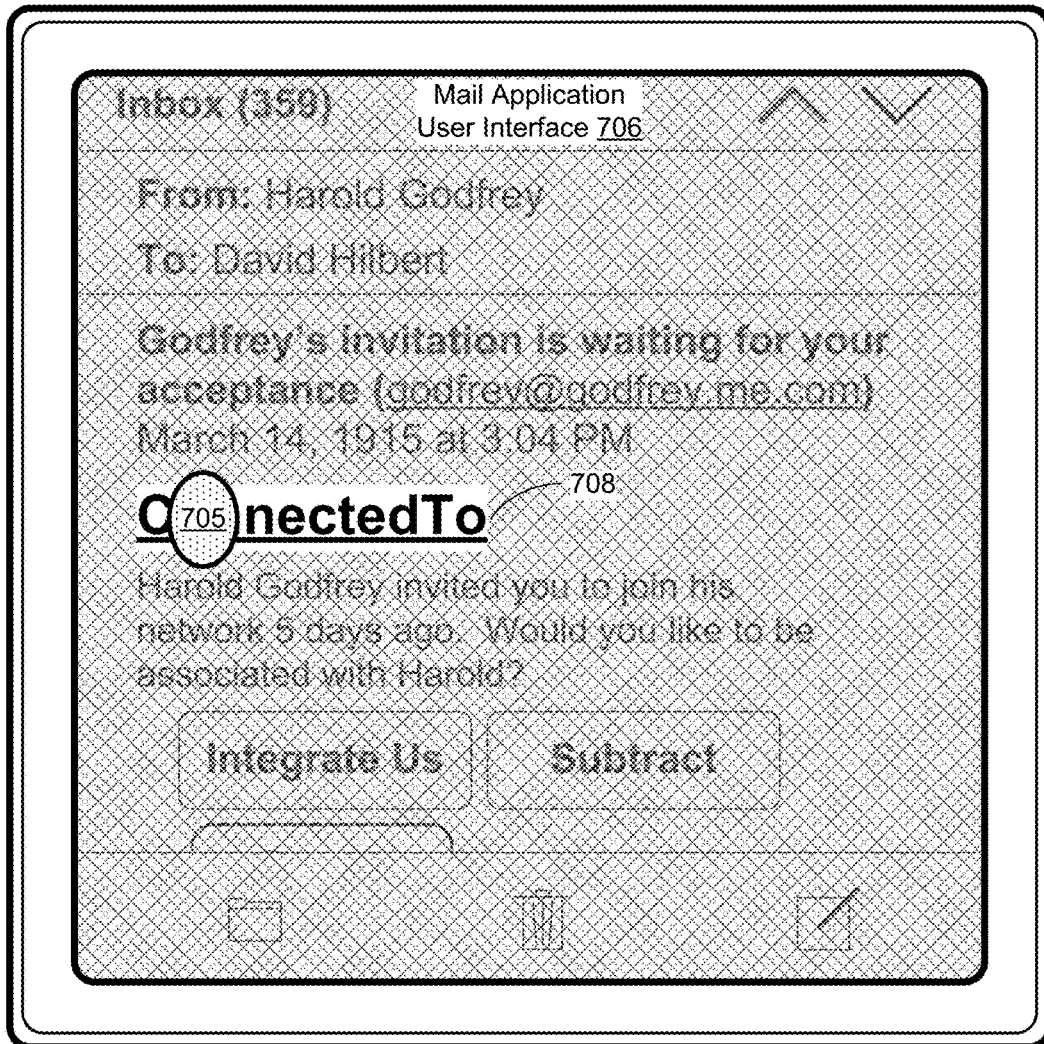 Inbox (359)
Mail Application
User Interface 706
From: Harold Godfrey
To: David Hilbert
Godfrey's invitation is waiting for your
acceptance (godfrey@godfrey.me.com)
March 14, 1915 at 3:04 PM
C 705 nectedTo
708
Harold Godfrey invited you to join his
network 5 days ago. Would you like to be
associated with Harold?
Integrate Us
Subtract